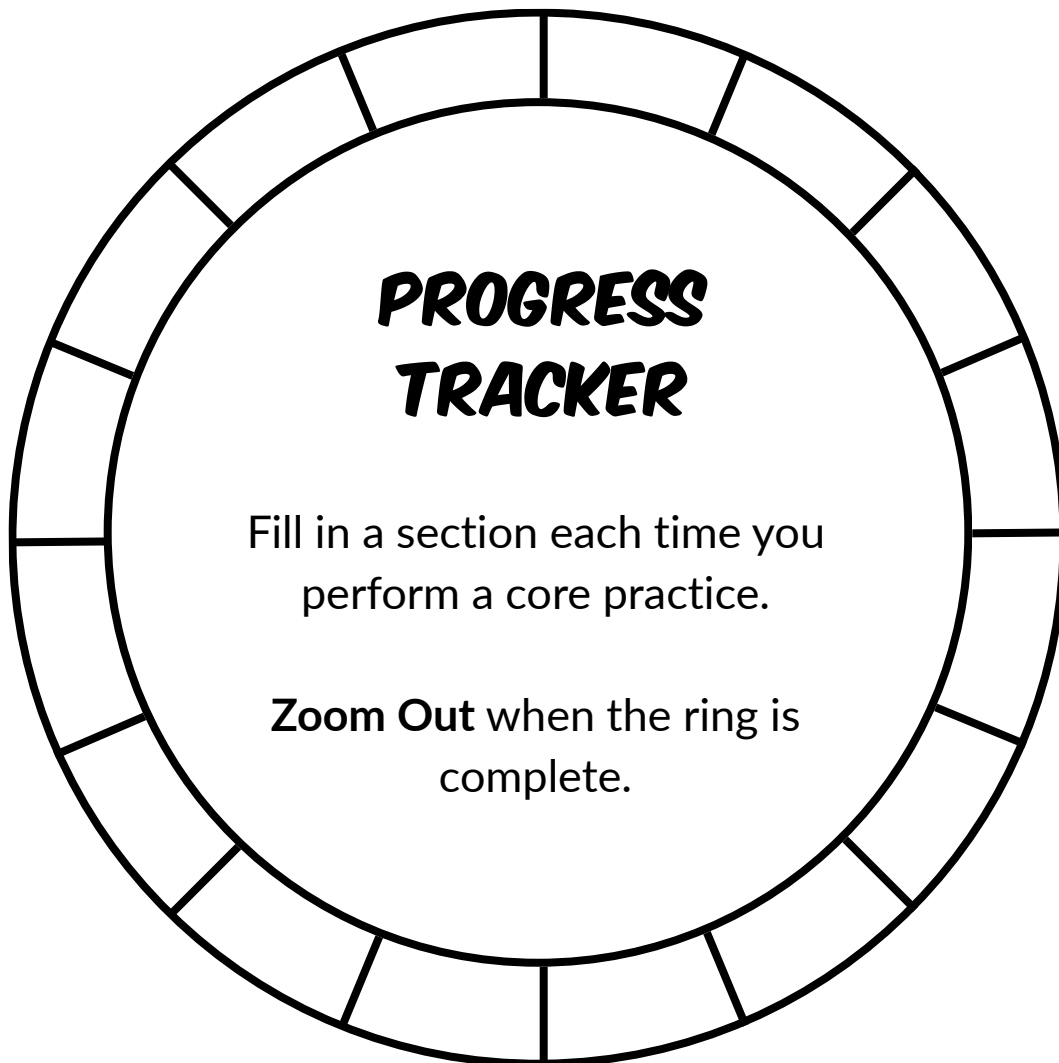 PROGRESS
TRACKER
Fill in a section each time you
perform a core practice.
Zoom Out when the ring is
complete.